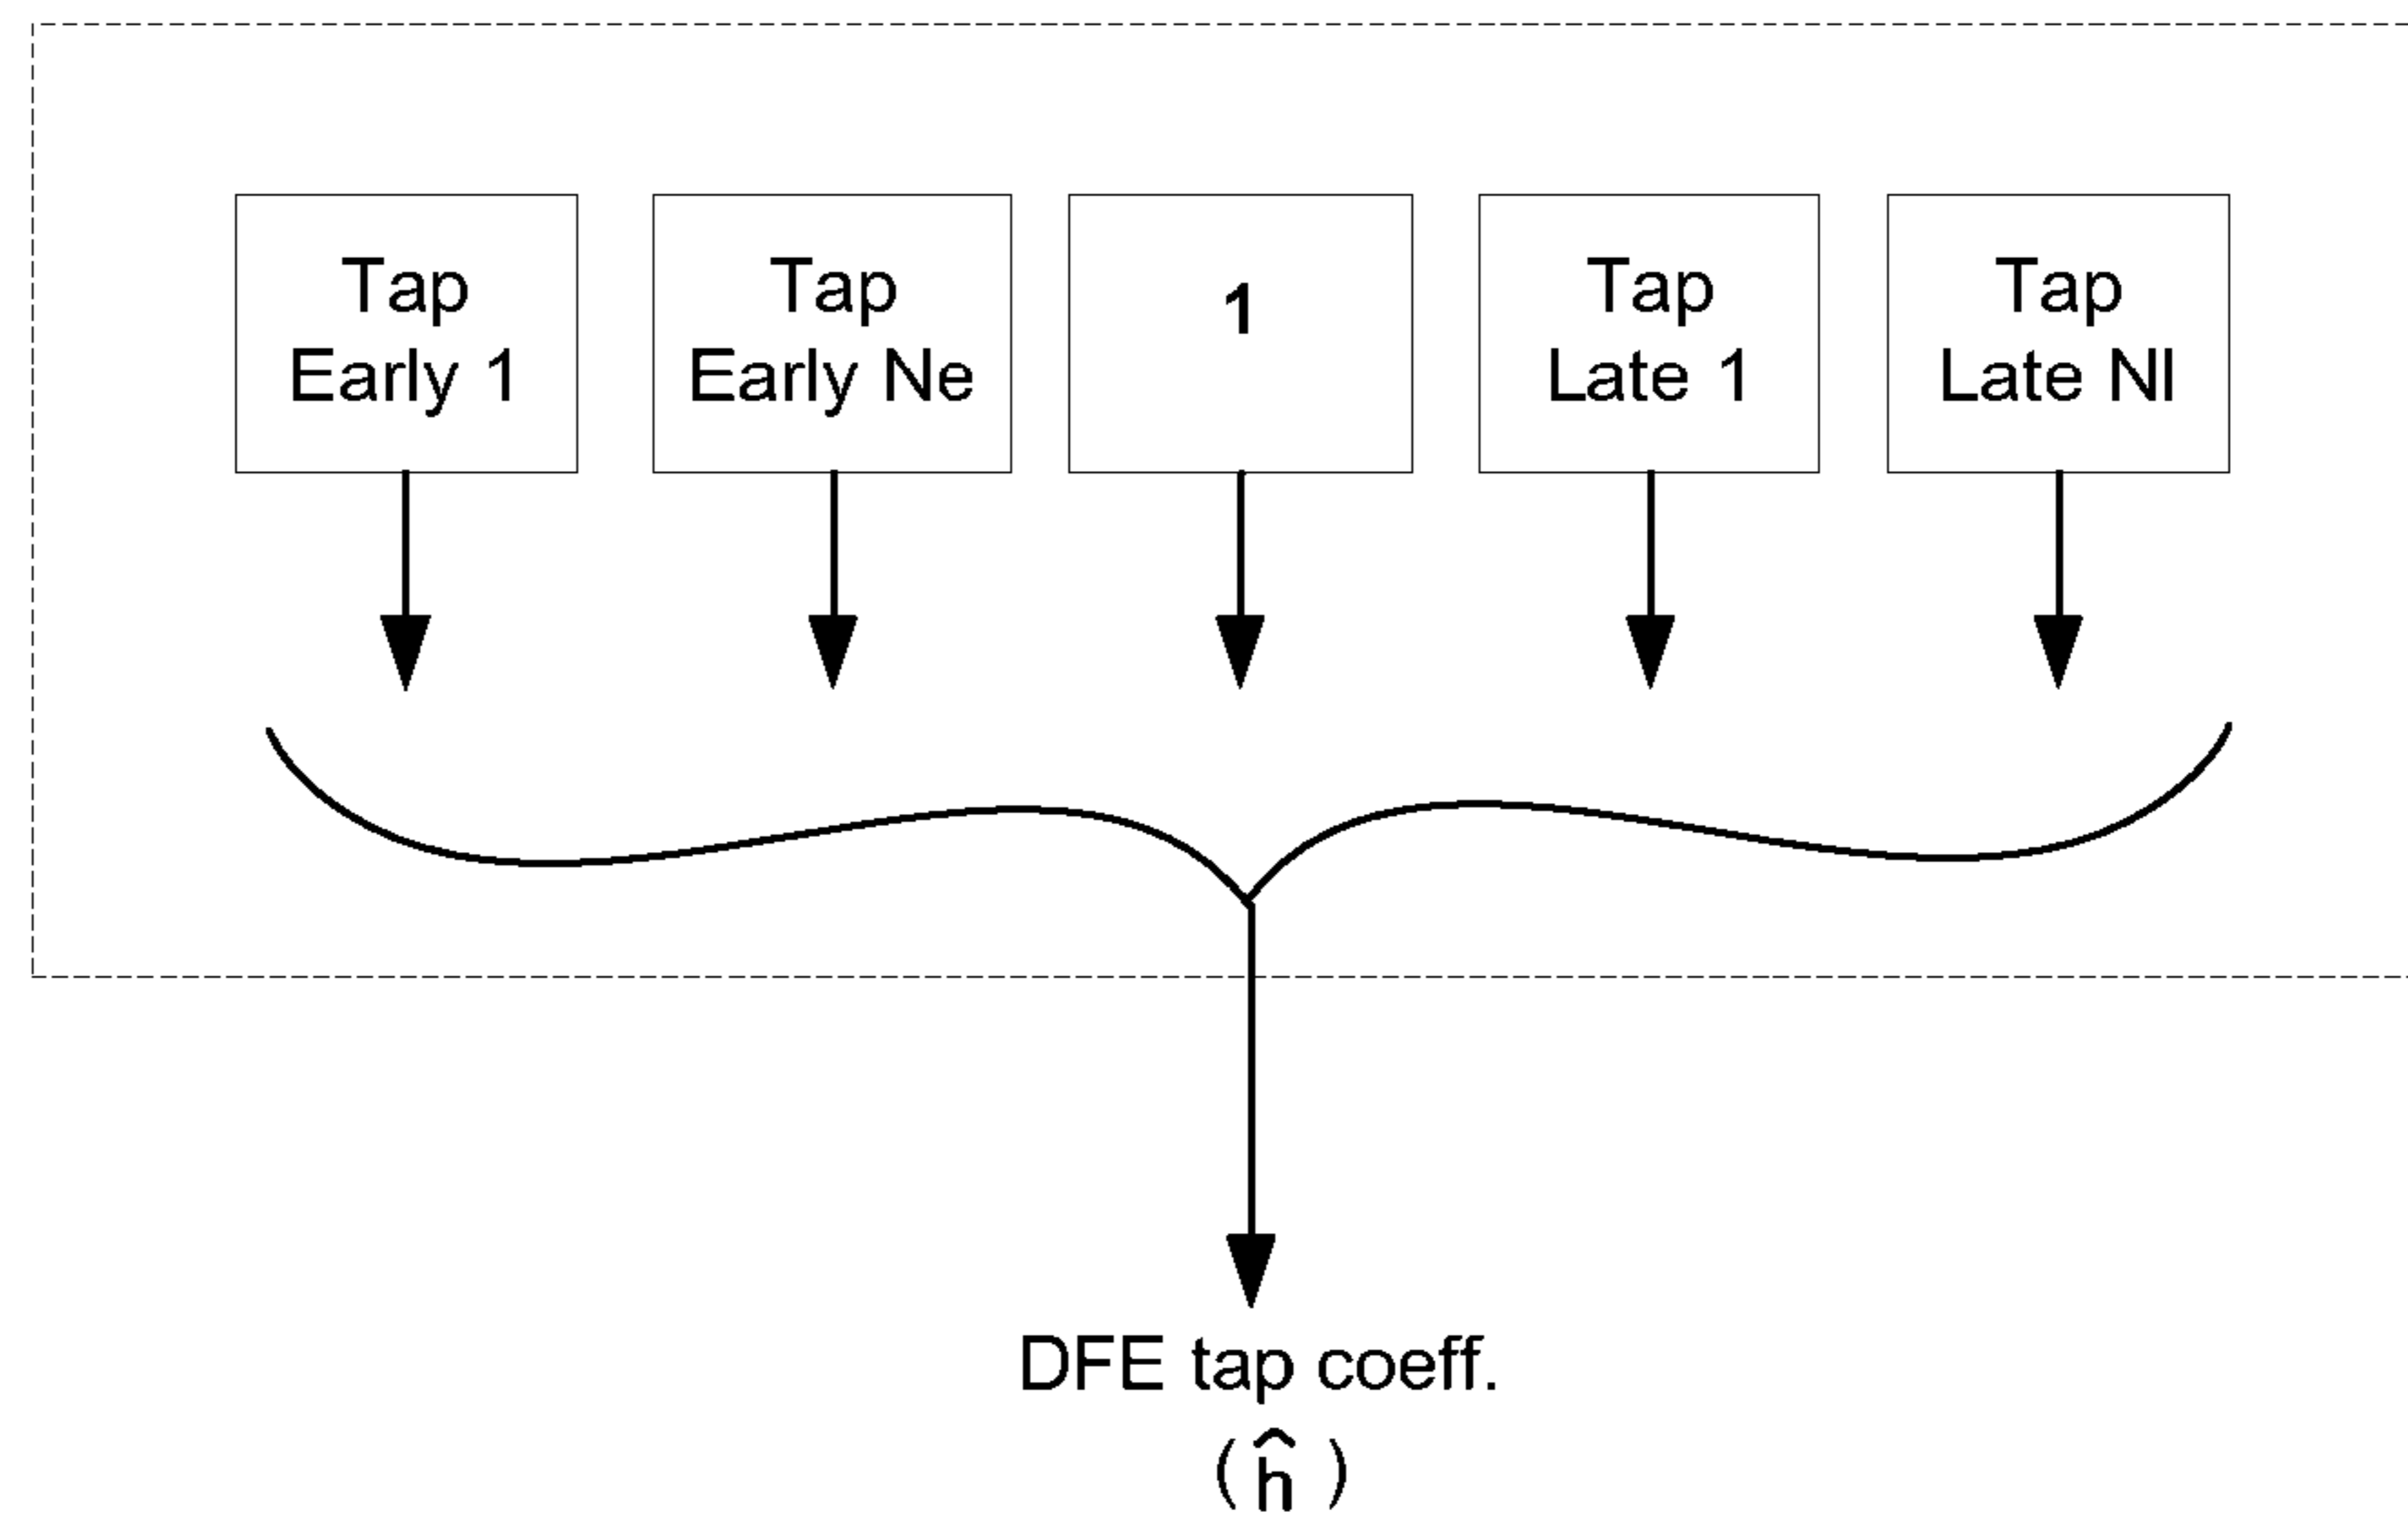 Tap
Early 1
Tap
Early Ne
1
Tap
Late 1
Tap
Late Nl
DFE tap coeff.
(ĥ)